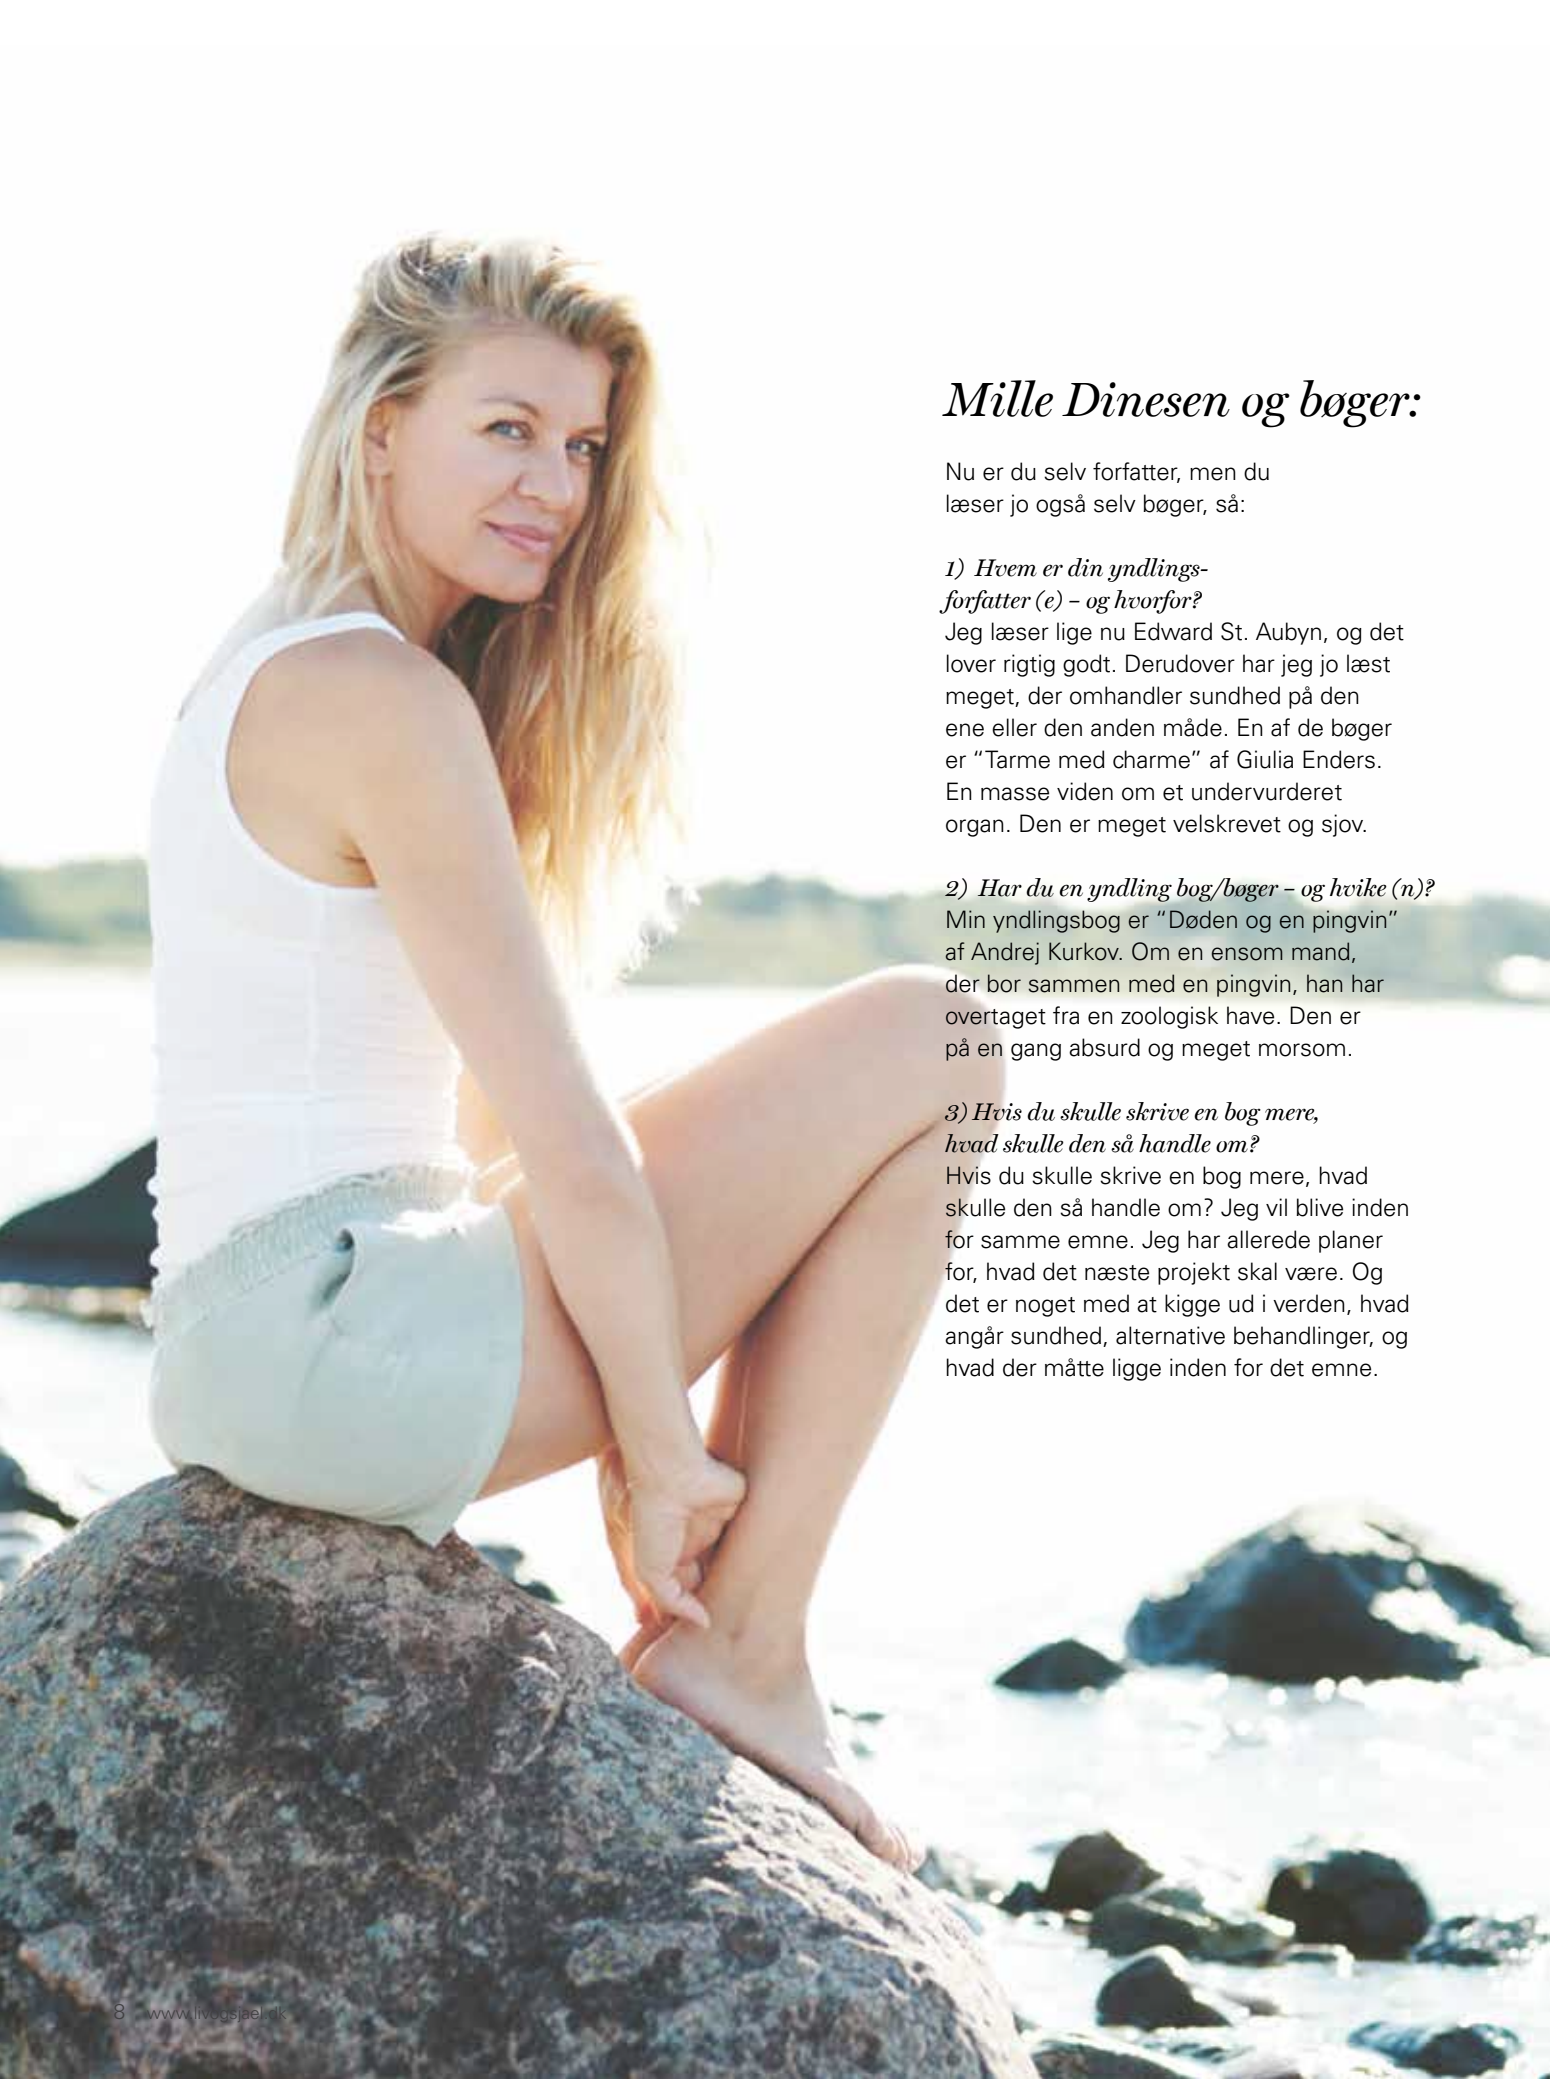 Mille Dinesen og bøger:
Nu er du selv forfatter, men du
læser jo også selv bøger, så:
1) Hvem er din yndlings-
forfatter (e) – og hvorfor?
Jeg læser lige nu Edward St. Aubyn, og det
lover rigtig godt. Derudover har jeg jo læst
meget, der omhandler sundhed på den
ene eller den anden måde. En af de bøger
er “Tarme med charme” af Giulia Enders.
En masse viden om et undervurderet
organ. Den er meget velskrevet og sjov.
2) Har du en yndling bog/bøger – og hvike (n)?
Min yndlingsbog er “Døden og en pingvin”
af Andrej Kurkov. Om en ensom mand,
der bor sammen med en pingvin, han har
overtaget fra en zoologisk have. Den er
på en gang absurd og meget morsom.
3) Hvis du skulle skrive en bog mere,
hvad skulle den så handle om?
Hvis du skulle skrive en bog mere, hvad
skulle den så handle om? Jeg vil blive inden
for samme emne. Jeg har allerede planer
for, hvad det næste projekt skal være. Og
det er noget med at kigge ud i verden, hvad
angår sundhed, alternative behandlinger, og
hvad der måtte ligge inden for det emne.
8 www.livogsjael.dk